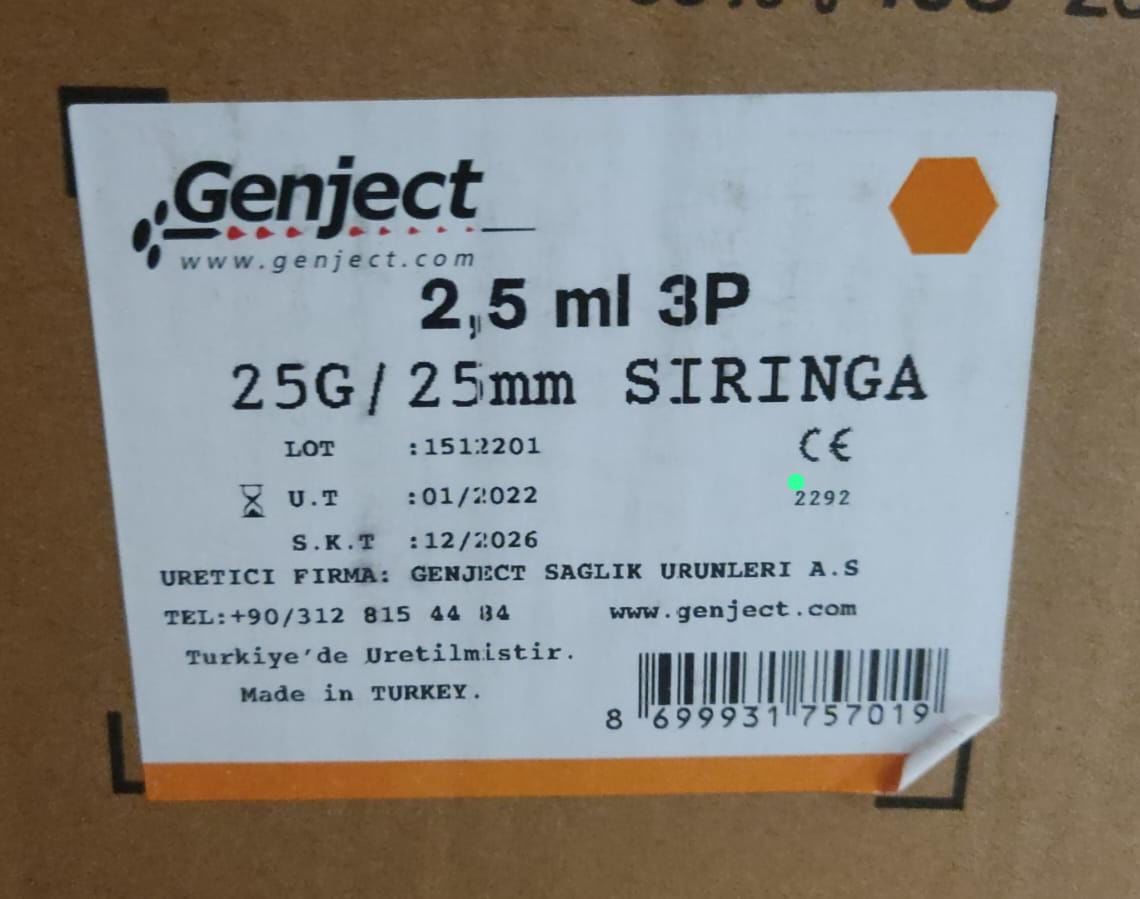 Genject
www.genject.com
2,5 ml 3P
25G/ 25mm SIRINGA
LOT :1512201
CE
U.T :01/2022
2292
S.K.T :12/2026
URETICI FIRMA: GENJECT SAGLIK URUNLERI A.S
TEL:+90/312 815 44 84 www.genject.com
Turkiye'de Uretilmistir.
Made in TURKEY.
8 699931 757019